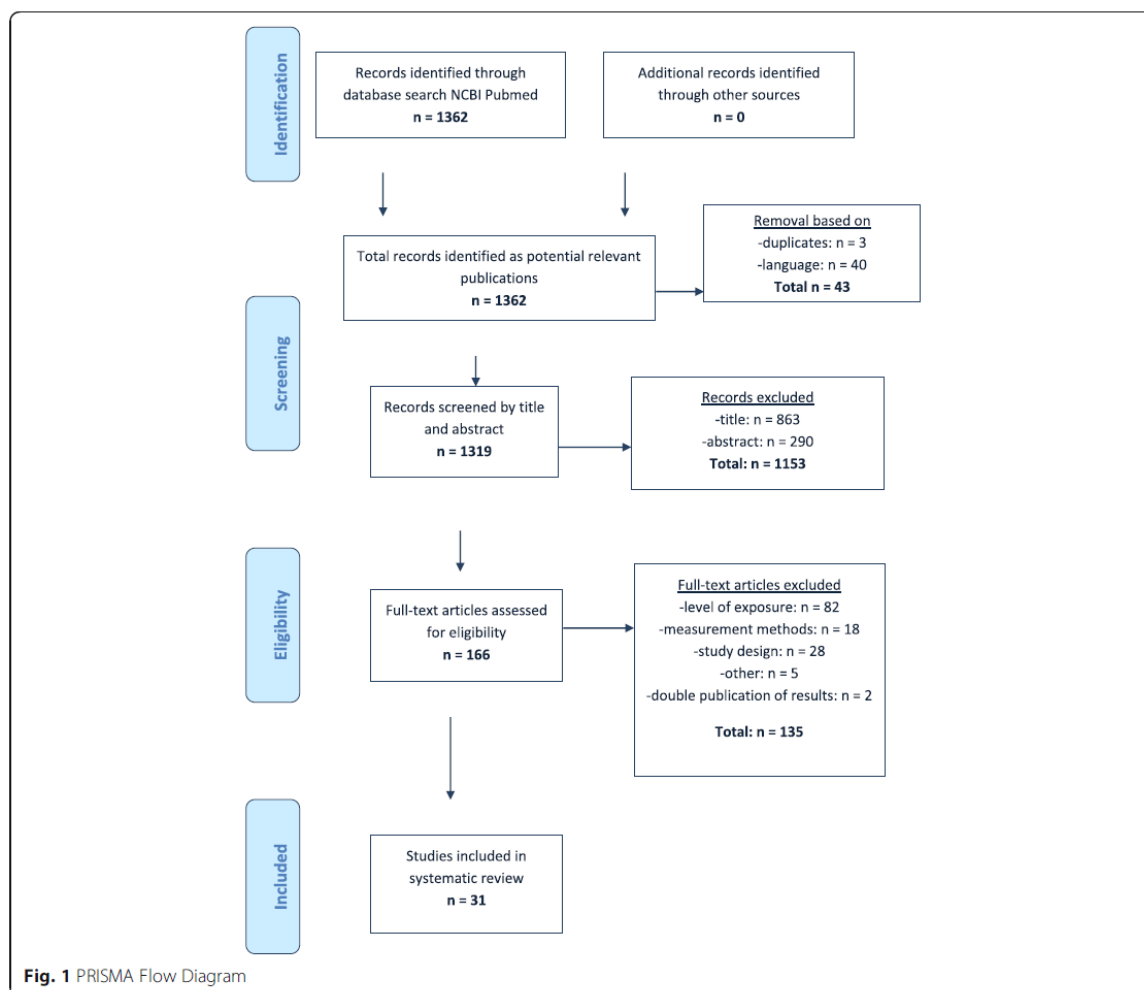 Identification
Records identified through
database search NCBI Pubmed
n = 1362
Additional records identified
through other sources
n = 0
Total records identified as potential relevant
publications
n = 1362
Removal based on
-duplicates: n = 3
-language: n = 40
Total n = 43
Screening
Records screened by title
and abstract
n = 1319
Records excluded
-title: n = 863
-abstract: n = 290
Total: n = 1153
Eligibility
Full-text articles assessed
for eligibility
n = 166
Full-text articles excluded
-level of exposure: n = 82
-measurement methods: n = 18
-study design: n = 28
-other: n = 5
-double publication of results: n = 2
Total: n = 135
Included
Studies included in
systematic review
n = 31
Fig. 1 PRISMA Flow Diagram